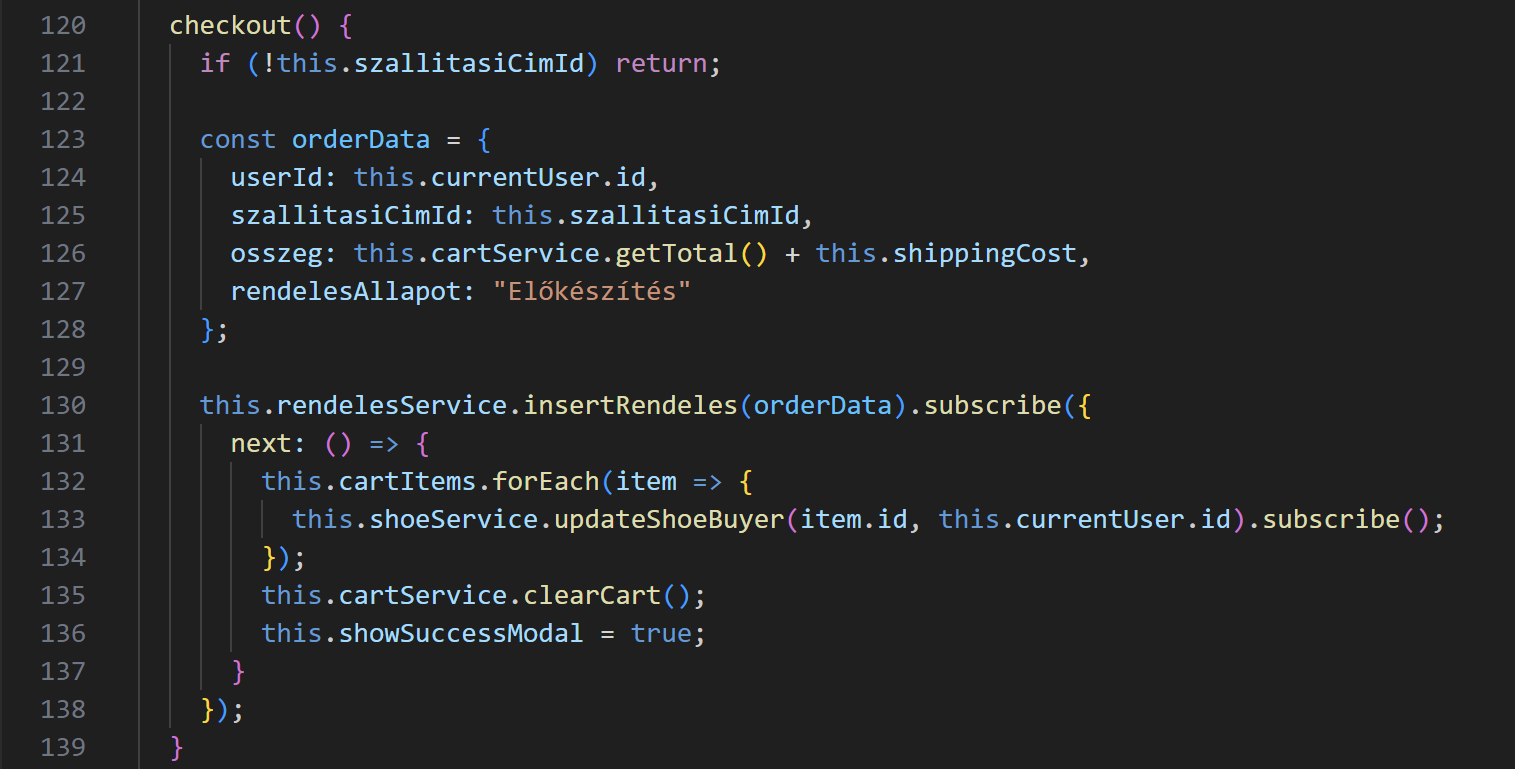 120 checkout() {
121 if (!this.szallitasiCimId) return;
122
123 const orderData = {
124 userId: this.currentUser.id,
125 szallitasiCimId: this.szallitasiCimId,
126 osszeg: this.cartService.getTotal() + this.shippingCost,
127 rendelesAllapot: "Előkészítés"
128 };
129
130 this.rendelesService.insertRendeles(orderData).subscribe({
131 next: () => {
132 this.cartItems.forEach(item => {
133 this.shoeService.updateShoeBuyer(item.id, this.currentUser.id).subscribe();
134 });
135 this.cartService.clearCart();
136 this.showSuccessModal = true;
137 }
138 });
139 }